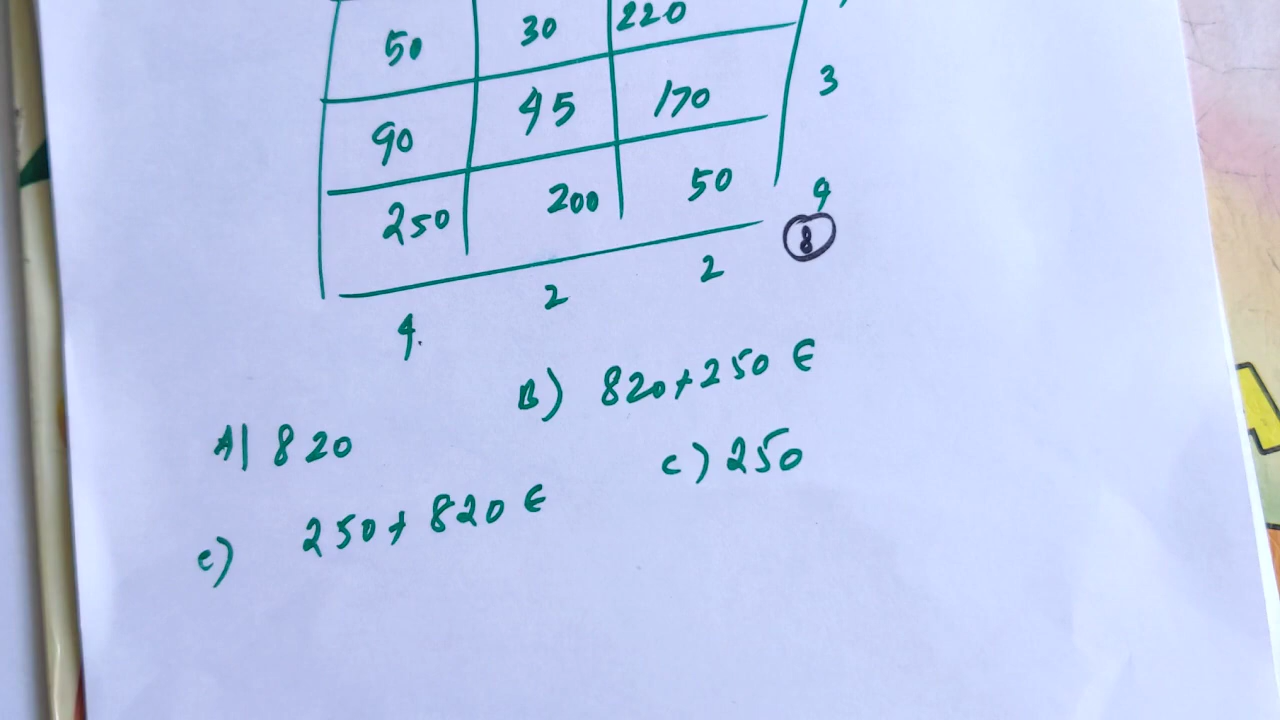 50 30 220
90 45 170 3
250 200 50 4
8
4. 2 2
A) 820
B) 820+250 €
C) 250
c) 250+820 €